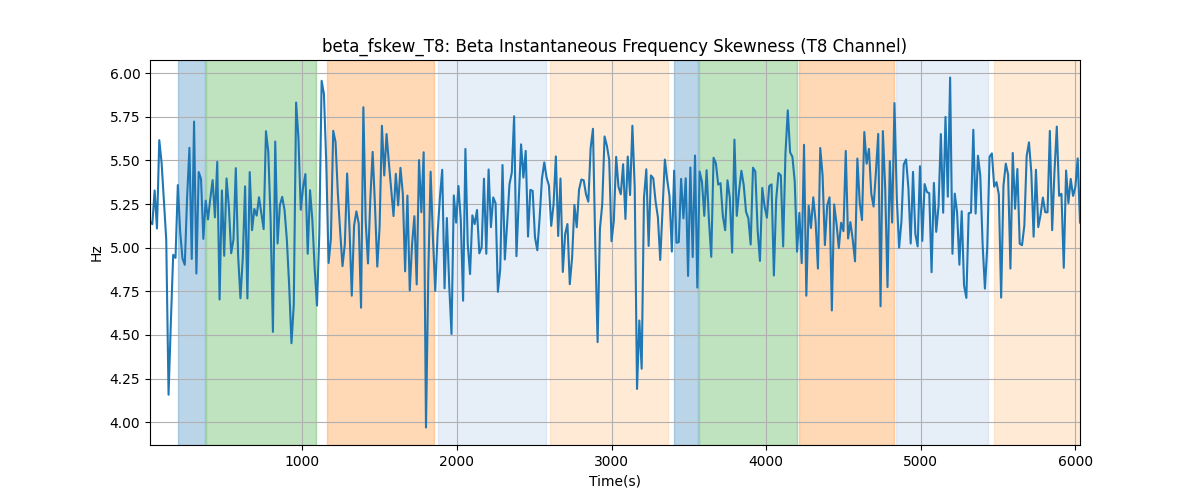 beta_fskew_T8: Beta Instantaneous Frequency Skewness (T8 Channel)
6.00
5.75
5.50
5.25
5.00
4.75
4.50
4.25
4.00
Hz
1000 2000 3000 4000 5000 6000
Time(s)